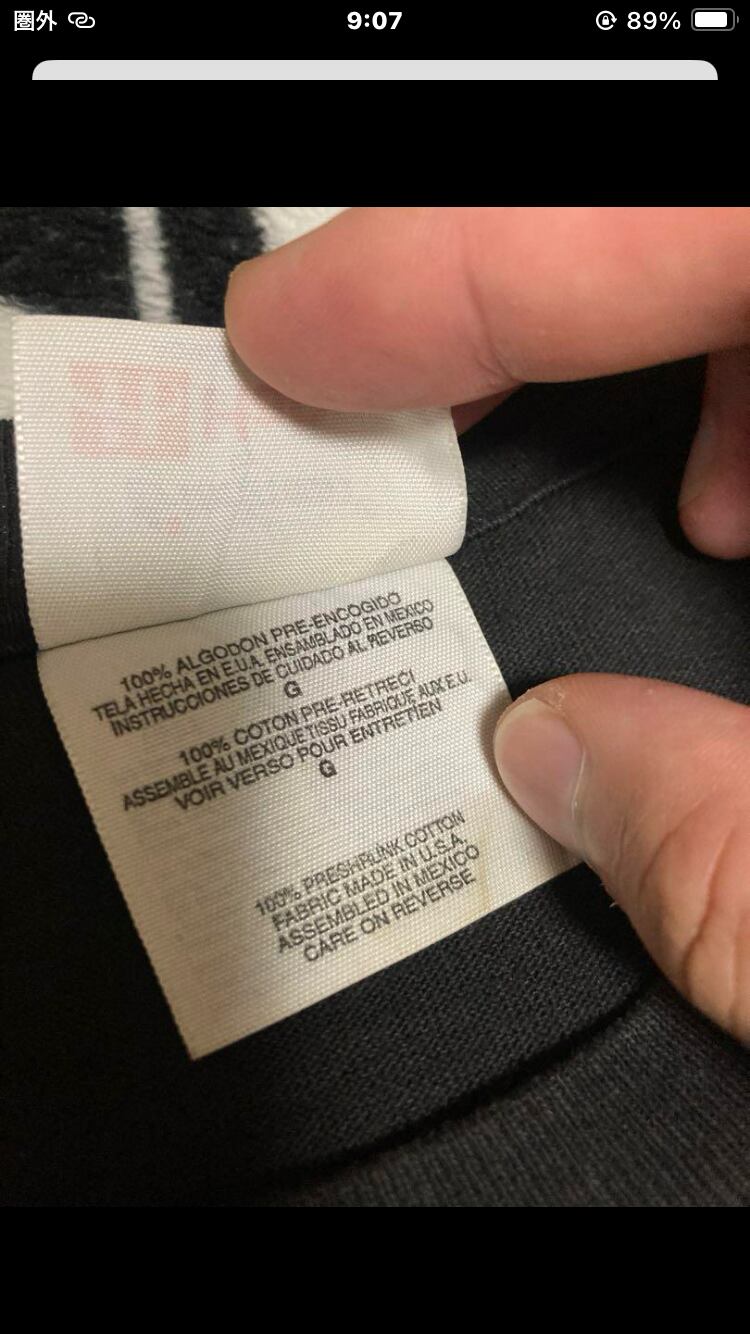 圏外
9:07
89%
100% ALGODON PRE-ENCOGIDO
TELA HECHA EN E.U.A. ENSAMBLADO EN MEXICO
INSTRUCCIONES DE CUIDADO AL REVERSO
G
100% COTON PRE-RETRECI
ASSEMBLE AU MEXIQUE TISSU FABRIQUE AUX E.U.
VOIR VERSO POUR ENTRETIEN
G
100% PRESHRUNK COTTON
FABRIC MADE IN U.S.A.
ASSEMBLED IN MEXICO
CARE ON REVERSE